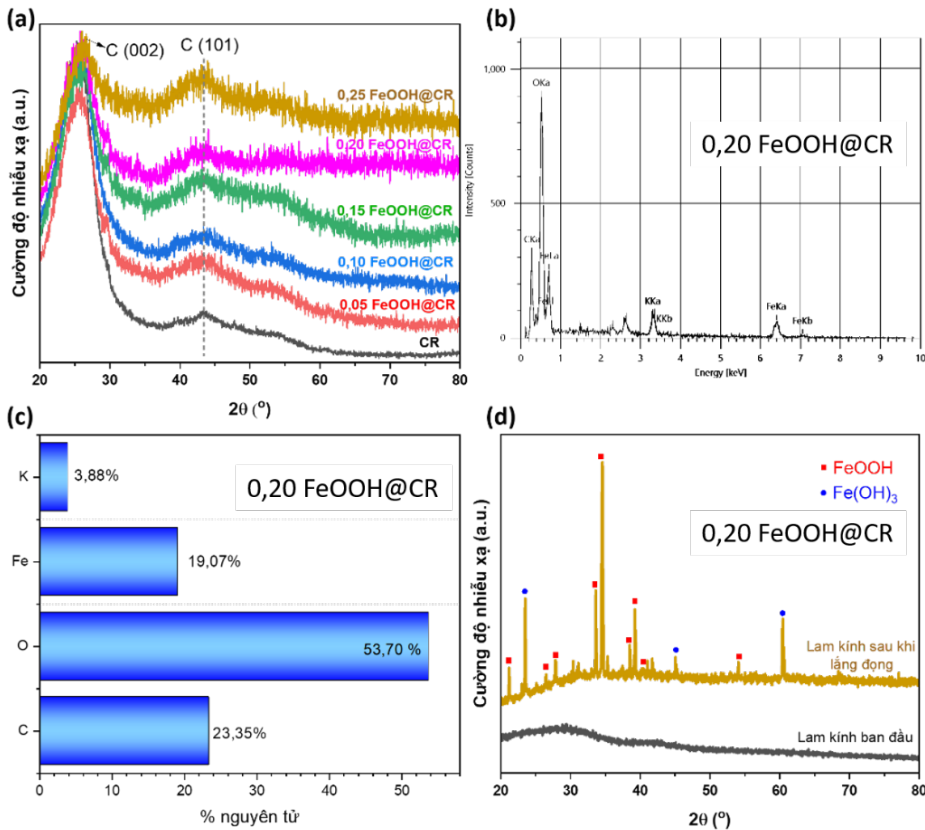 (a)
C (002)
C (101)
0,25 FeOOH@CR
0,20 FeOOH@CR
0,15 FeOOH@CR
0,10 FeOOH@CR
0,05 FeOOH@CR
CR
Cường độ nhiễu xạ (a.u.)
20 30 40 50 60 70 80
2θ (°)
(b)
1,000
500
0
Intensity [Counts]
0,20 FeOOH@CR
OKa
CKa
FeLa
KKa
KKb
FeKa
FeKb
0 1 2 3 4 5 6 7 8 9 10
Energy [keV]
(c)
0,20 FeOOH@CR
K
3,88%
Fe
19,07%
O
53,70 %
C
23,35%
0 10 20 30 40 50
% nguyên tử
(d)
FeOOH
Fe(OH)3
0,20 FeOOH@CR
Cường độ nhiễu xạ (a.u.)
Lam kính sau khi
lắng đọng
Lam kính ban đầu
20 30 40 50 60 70 80
2θ (°)